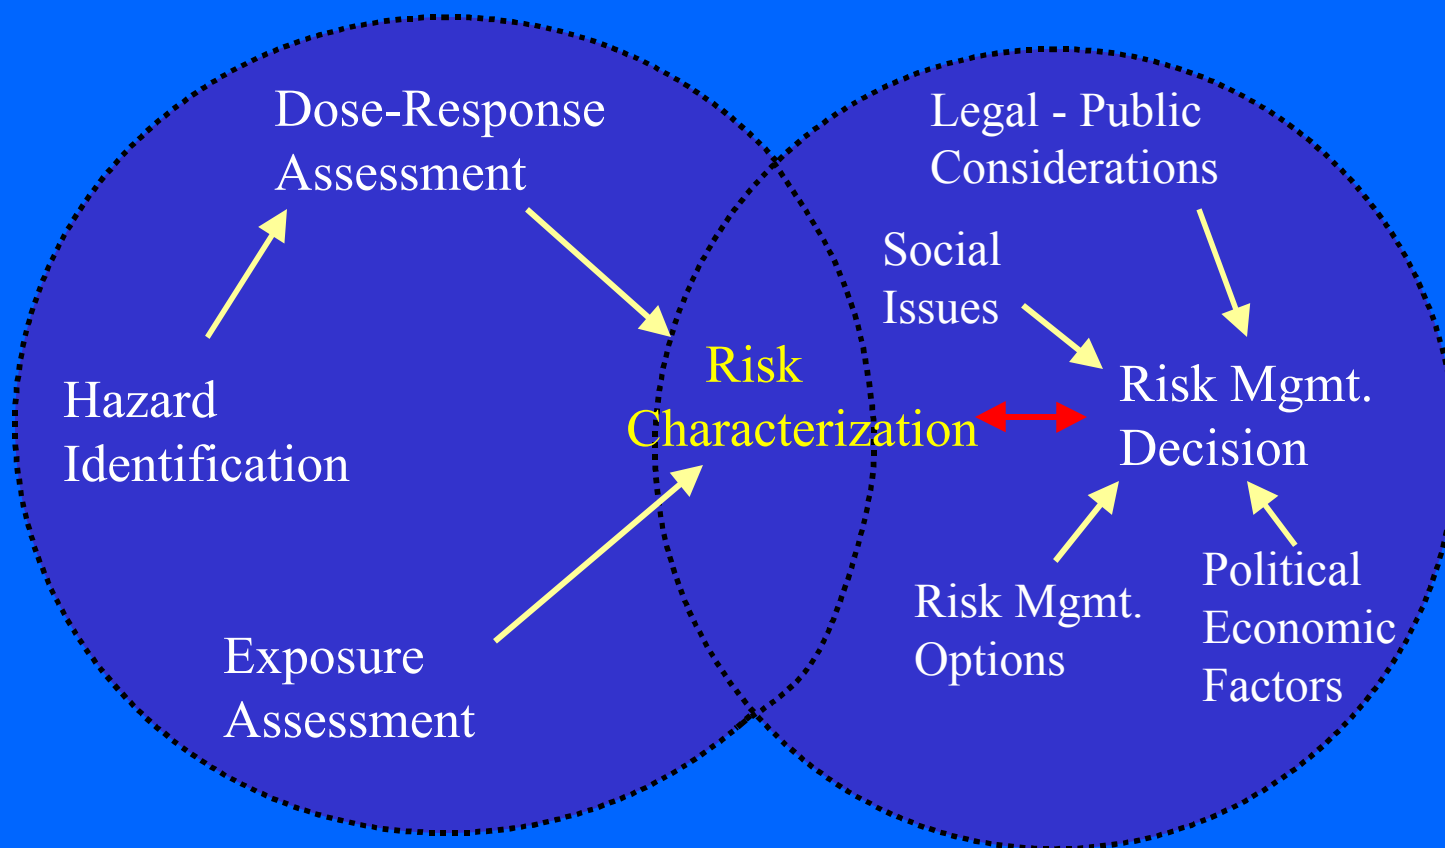 Dose-Response
Assessment
Hazard
Identification
Exposure
Assessment
Risk
Characterization
Legal - Public
Considerations
Social
Issues
Risk Mgmt.
Decision
Risk Mgmt.
Options
Political
Economic
Factors